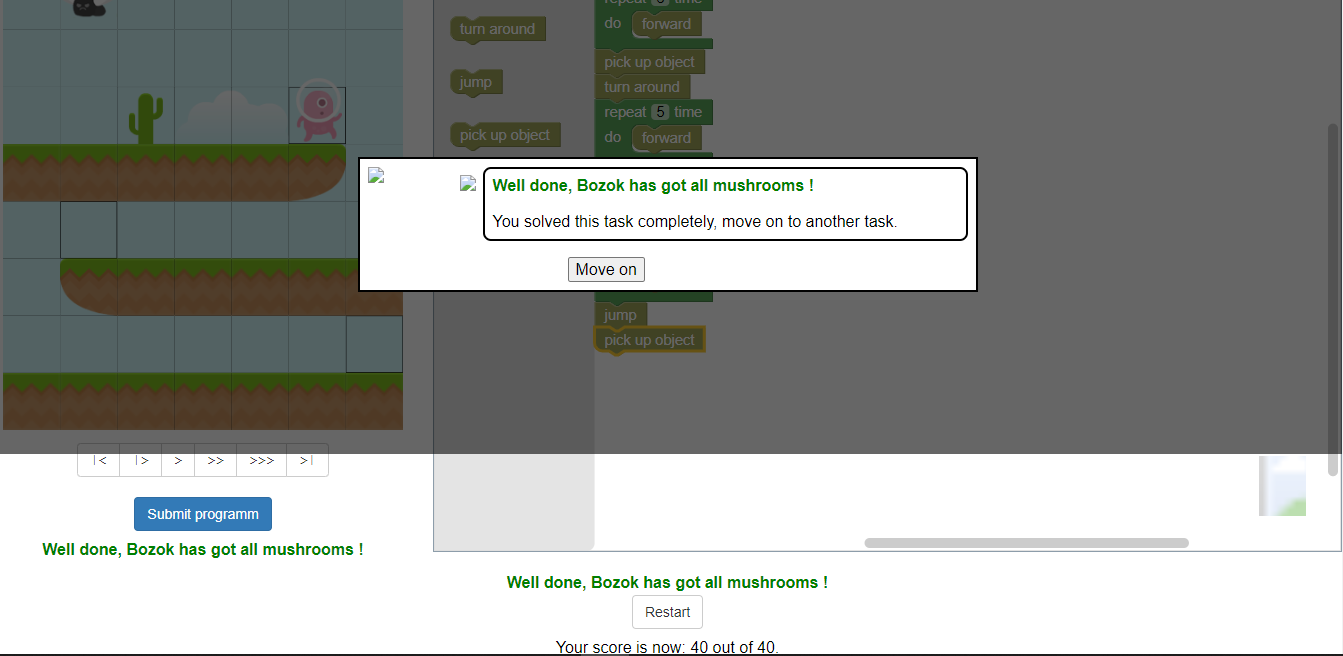 repeat 5 time
turn around
do forward
pick up object
jump
turn around
repeat 5 time
pick up object
do forward
Well done, Bozok has got all mushrooms !
You solved this task completely, move on to another task.
Move on
jump
pick up object
|< |> > >> >>> >|
Submit programm
Well done, Bozok has got all mushrooms !
Well done, Bozok has got all mushrooms !
Restart
Your score is now: 40 out of 40.